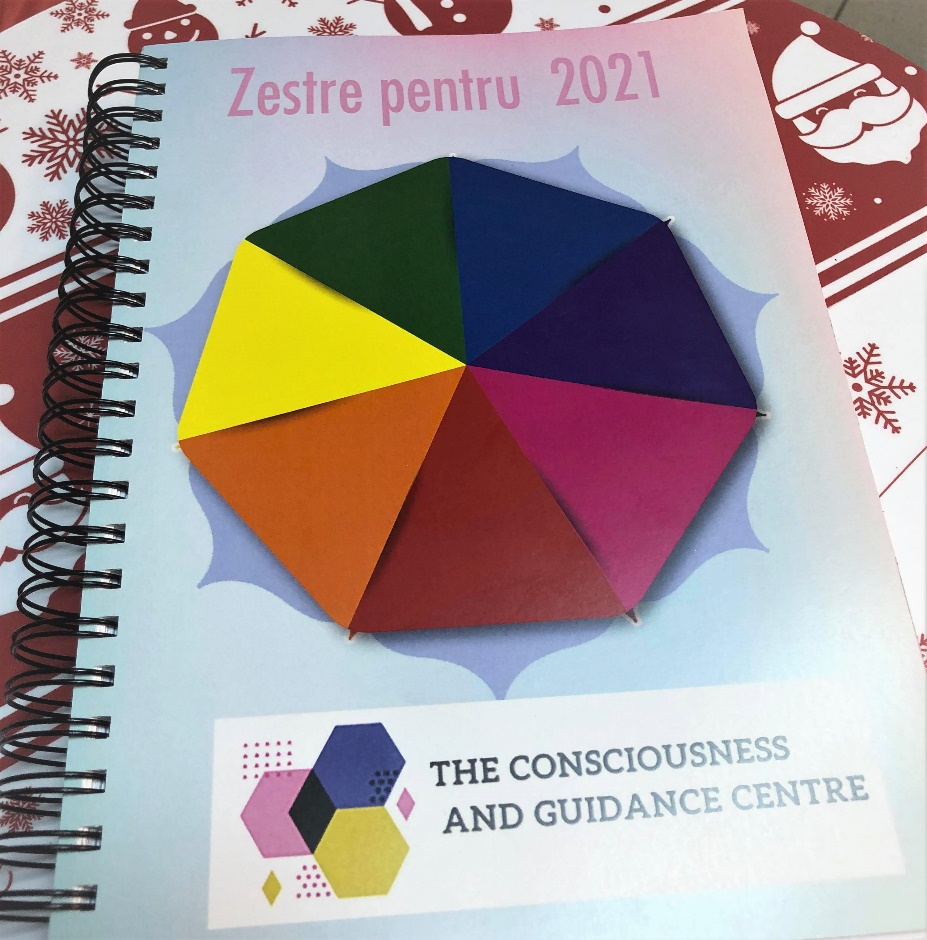 Zestre pentru 2021
THE CONSCIOUSNESS
AND GUIDANCE CENTRE